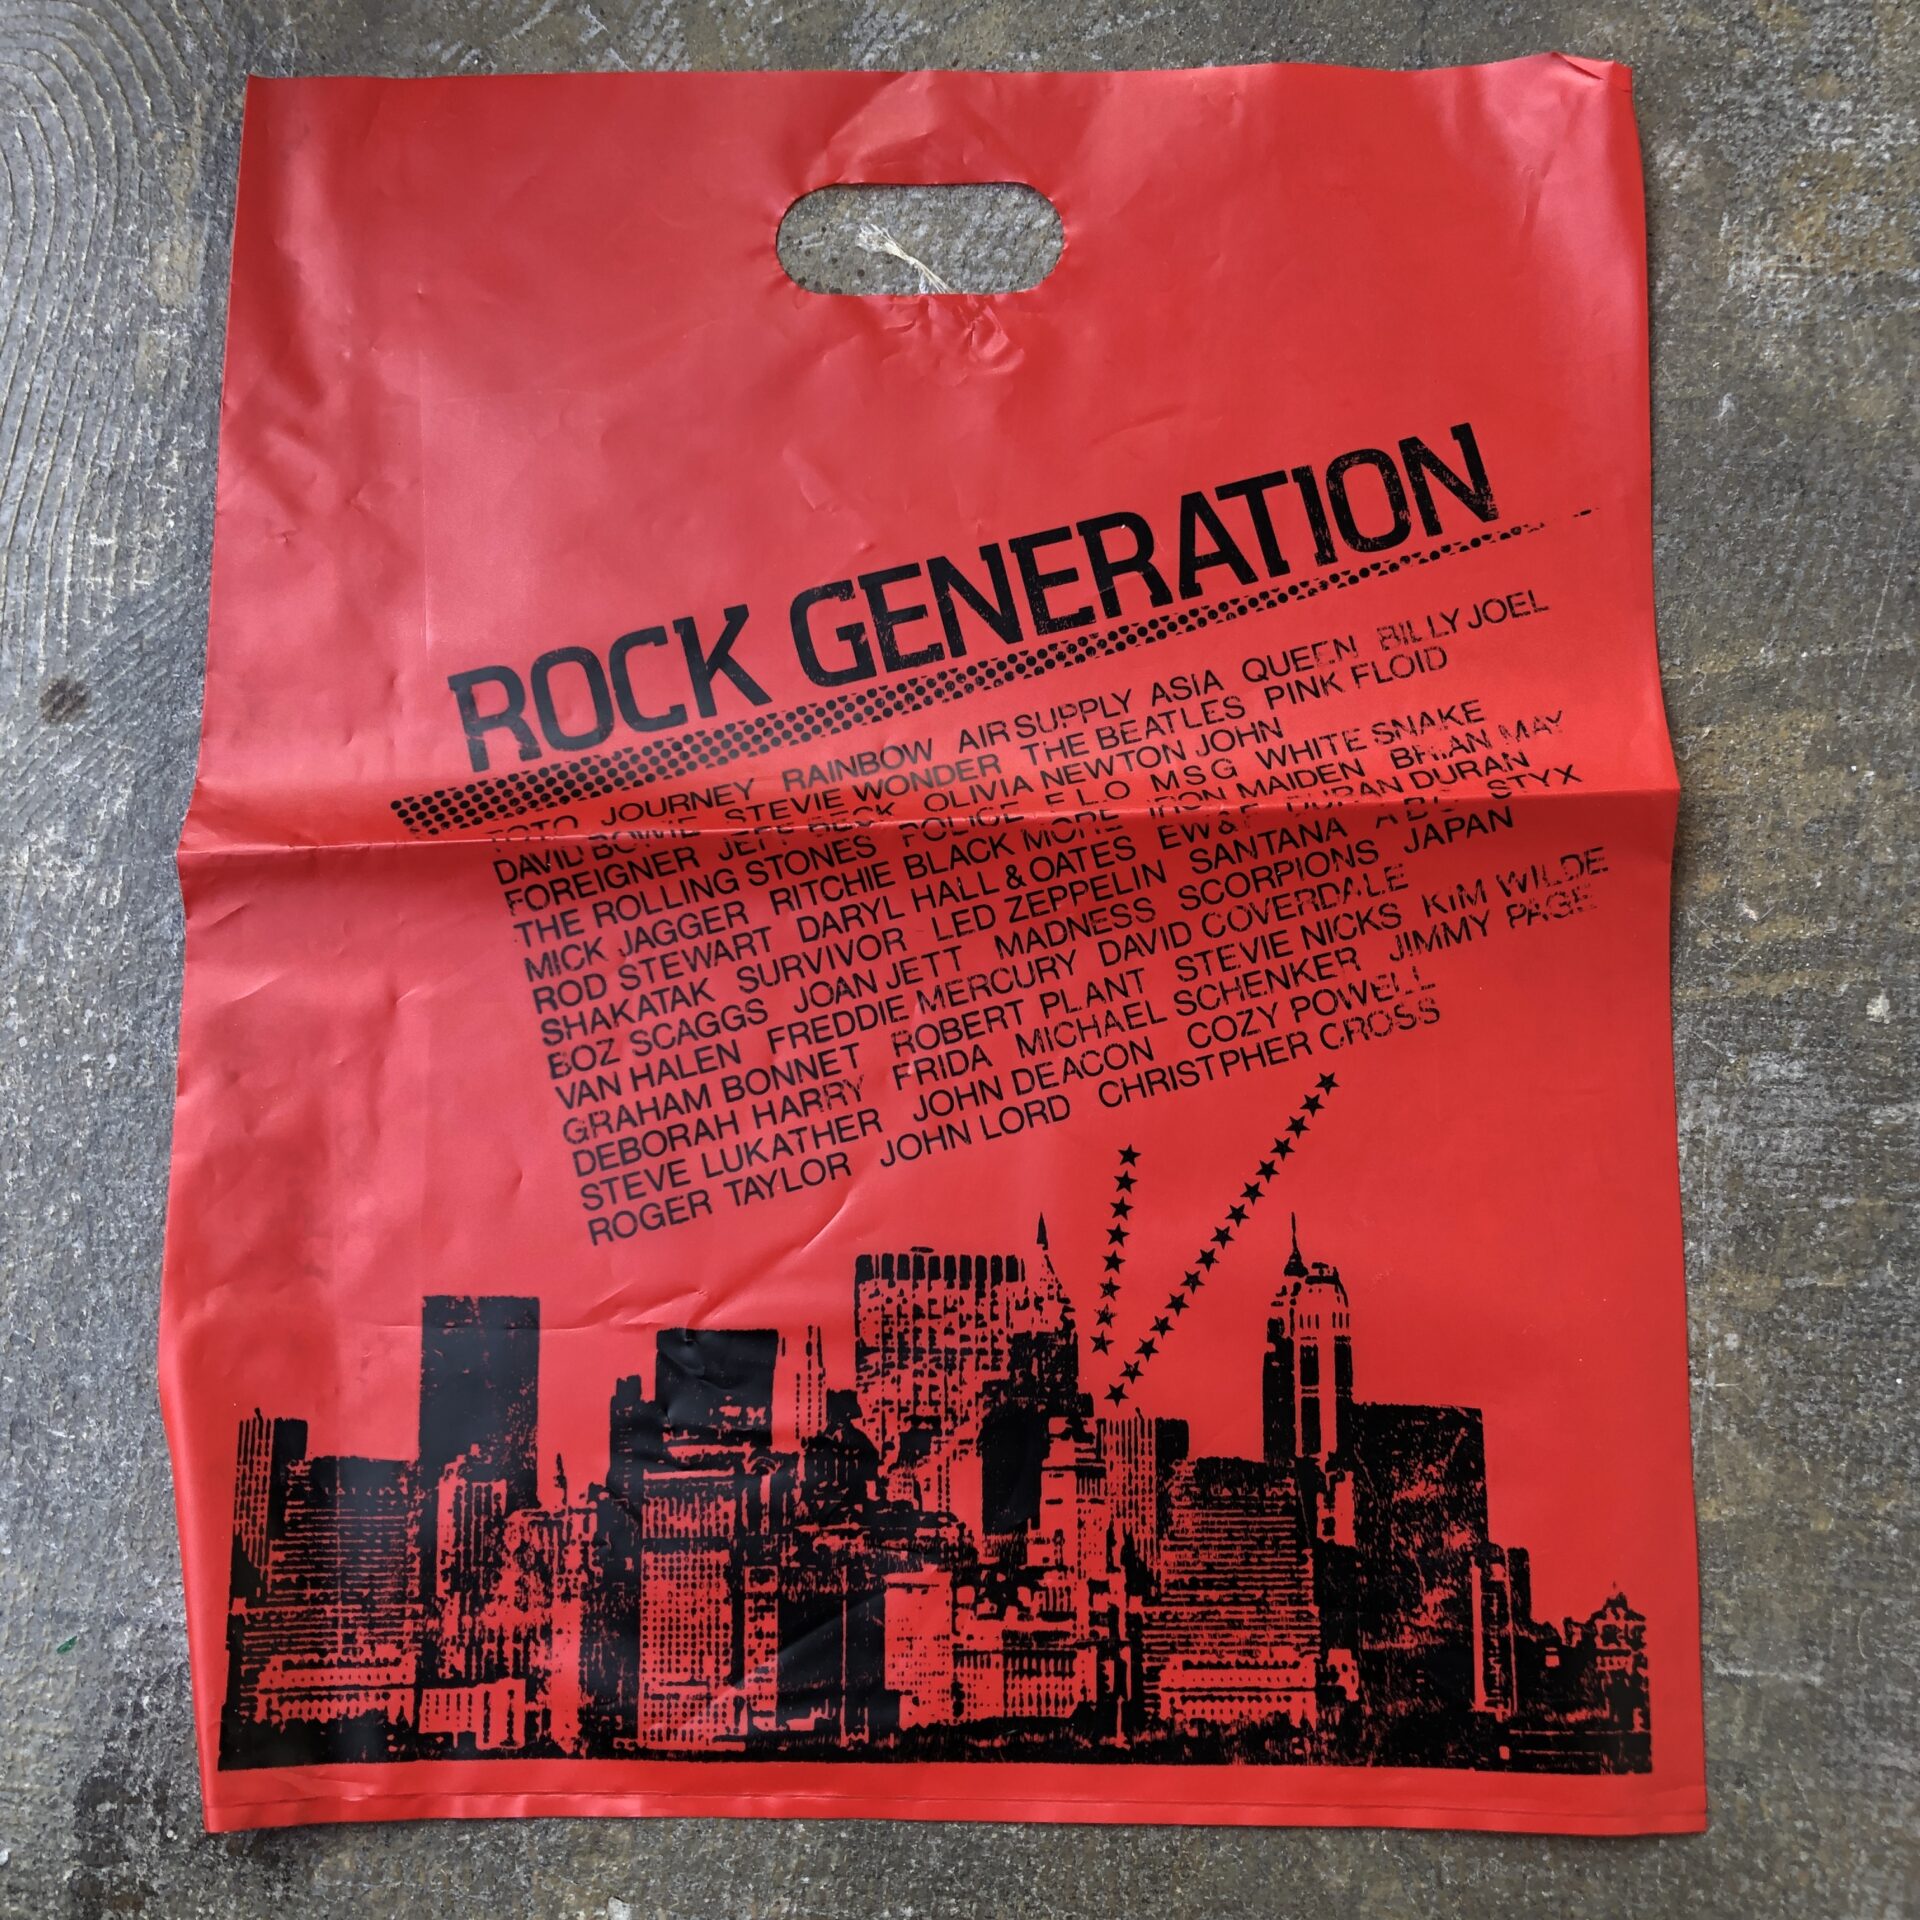 ROCK GENERATION
TOTO JOURNEY RAINBOW AIR SUPPLY ASIA QUEEN BILLY JOEL
DAVID BOWIE STEVIE WONDER THE BEATLES PINK FLOID
FOREIGNER JEFF BECK OLIVIA NEWTON JOHN
THE ROLLING STONES POLICE E L O M S G WHITE SNAKE
MICK JAGGER RITCHIE BLACK MORE IRON MAIDEN BRIAN MAY
ROD STEWART DARYL HALL & OATES EW&F DURAN DURAN
SHAKATAK SURVIVOR LED ZEPPELIN SANTANA A B C STYX
BOZ SCAGGS JOAN JETT MADNESS SCORPIONS JAPAN
VAN HALEN FREDDIE MERCURY DAVID COVERDALE
GRAHAM BONNET ROBERT PLANT STEVIE NICKS KIM WILDE
DEBORAH HARRY FRIDA MICHAEL SCHENKER JIMMY PAGE
STEVE LUKATHER JOHN DEACON COZY POWELL
ROGER TAYLOR JOHN LORD CHRISTPHER CROSS